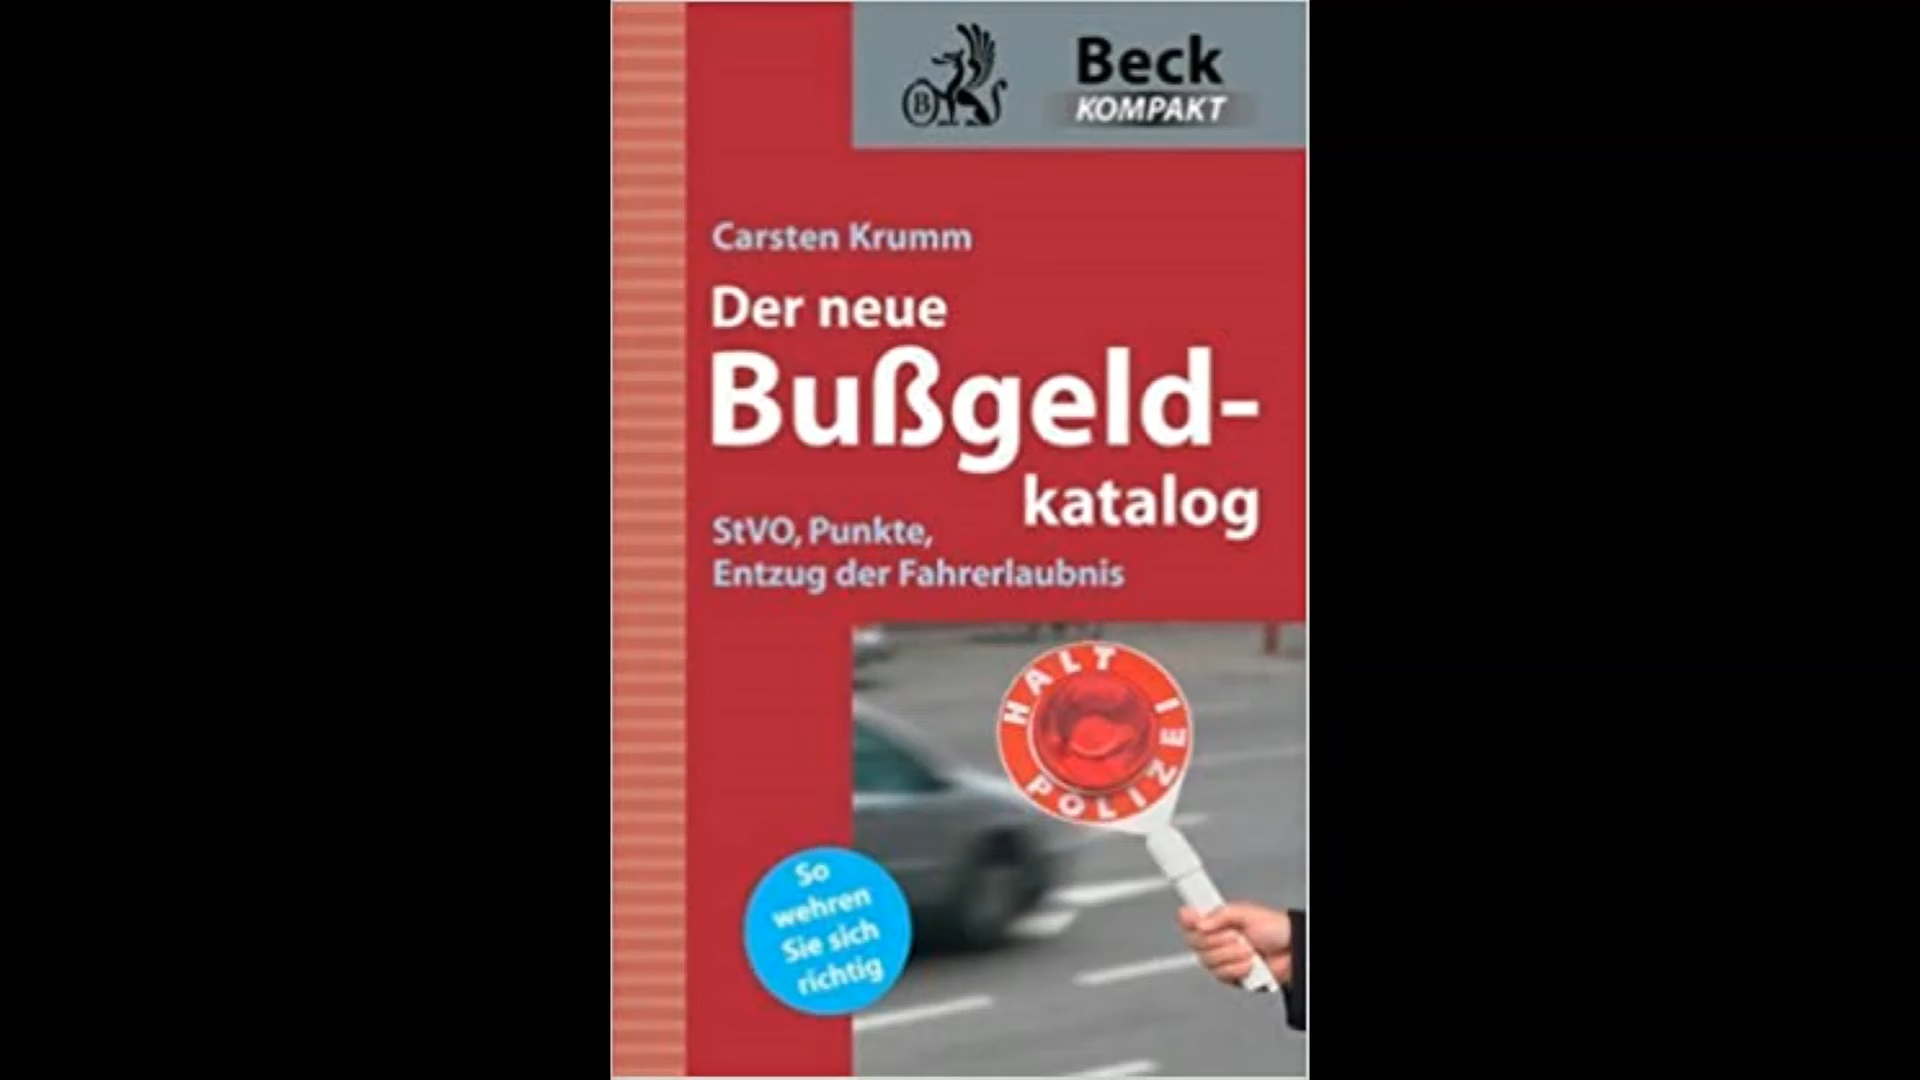 B
Beck
KOMPAKT
Carsten Krumm
Der neue
Bußgeld-
katalog
StVO, Punkte,
Entzug der Fahrerlaubnis
HALT
POLIZEI
So
wehren
Sie sich
richtig